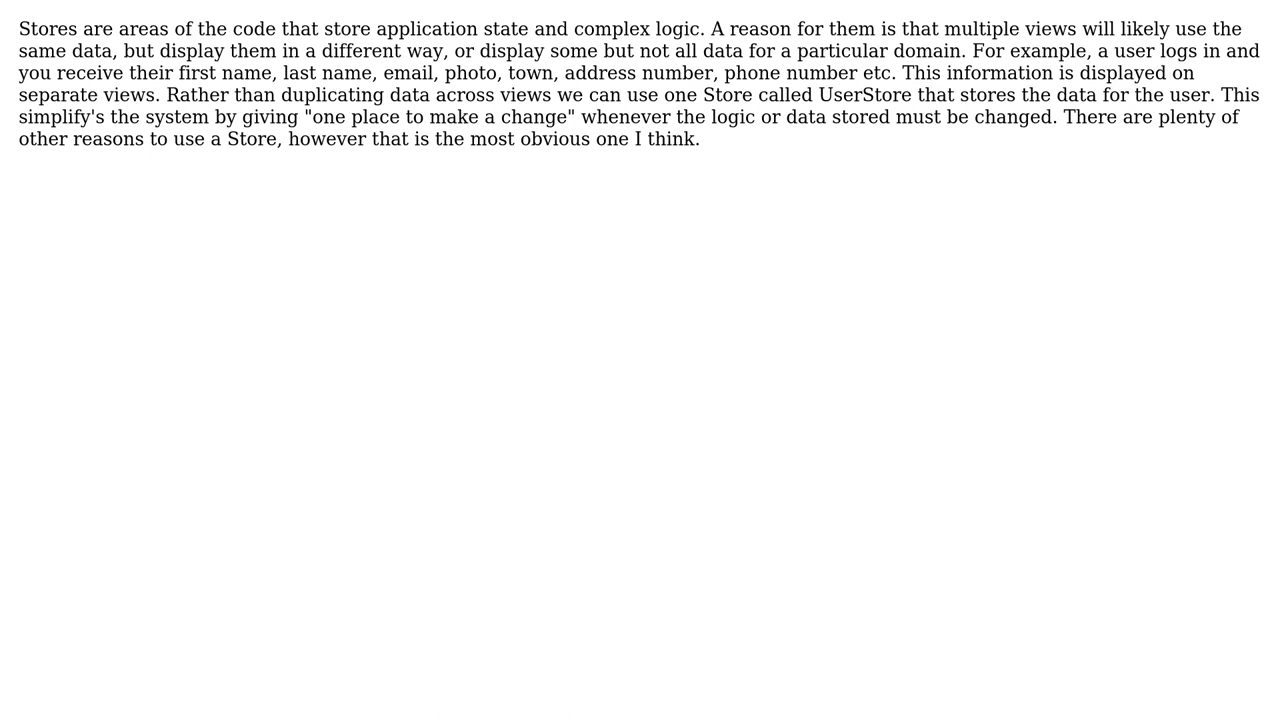 Stores are areas of the code that store application state and complex logic. A reason for them is that multiple views will likely use the
same data, but display them in a different way, or display some but not all data for a particular domain. For example, a user logs in and
you receive their first name, last name, email, photo, town, address number, phone number etc. This information is displayed on
separate views. Rather than duplicating data across views we can use one Store called UserStore that stores the data for the user. This
simplify's the system by giving "one place to make a change" whenever the logic or data stored must be changed. There are plenty of
other reasons to use a Store, however that is the most obvious one I think.